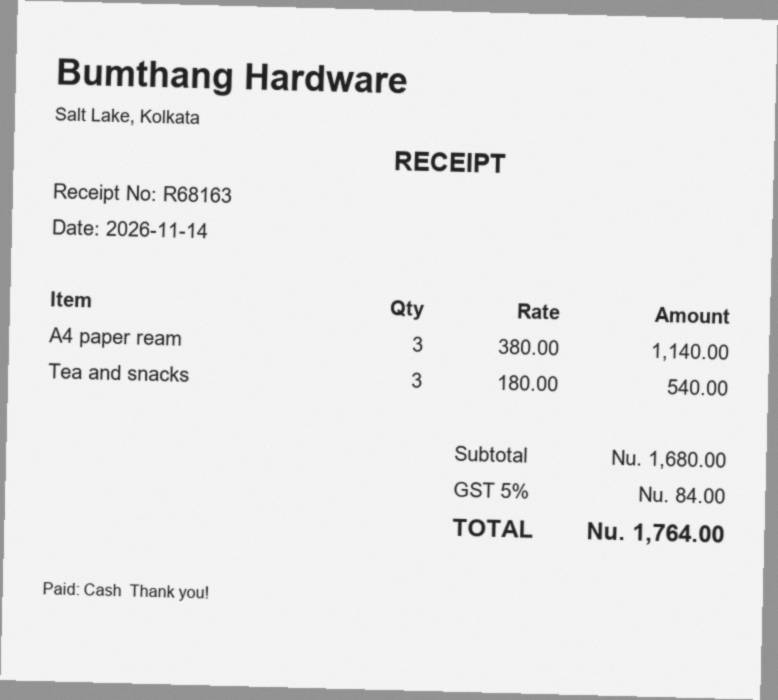 Bumthang Hardware
Salt Lake, Kolkata
RECEIPT
Receipt No: R68163
Date: 2026-11-14
Item Qty Rate Amount
A4 paper ream 3 380.00 1,140.00
Tea and snacks 3 180.00 540.00
Subtotal Nu. 1,680.00
GST 5% Nu. 84.00
TOTAL Nu. 1,764.00
Paid: Cash Thank you!